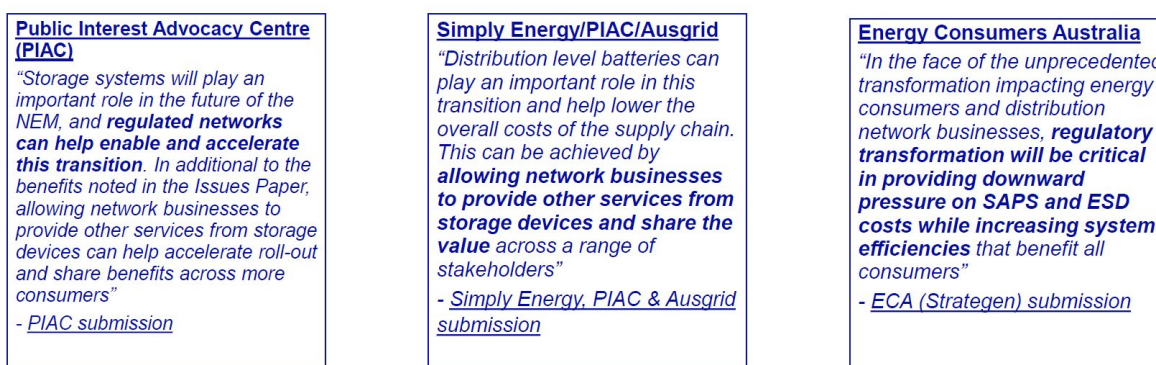 Public Interest Advocacy Centre
(PIAC)
“Storage systems will play an
important role in the future of the
NEM, and regulated networks
can help enable and accelerate
this transition. In additional to the
benefits noted in the Issues Paper,
allowing network businesses to
provide other services from storage
devices can help accelerate roll-out
and share benefits across more
consumers”
- PIAC submission
Simply Energy/PIAC/Ausgrid
“Distribution level batteries can
play an important role in this
transition and help lower the
overall costs of the supply chain.
This can be achieved by
allowing network businesses
to provide other services from
storage devices and share the
value across a range of
stakeholders”
- Simply Energy, PIAC & Ausgrid
submission
Energy Consumers Australia
“In the face of the unprecedented
transformation impacting energy
consumers and distribution
network businesses, regulatory
transformation will be critical
in providing downward
pressure on SAPS and ESD
costs while increasing system
efficiencies that benefit all
consumers”
- ECA (Strategen) submission